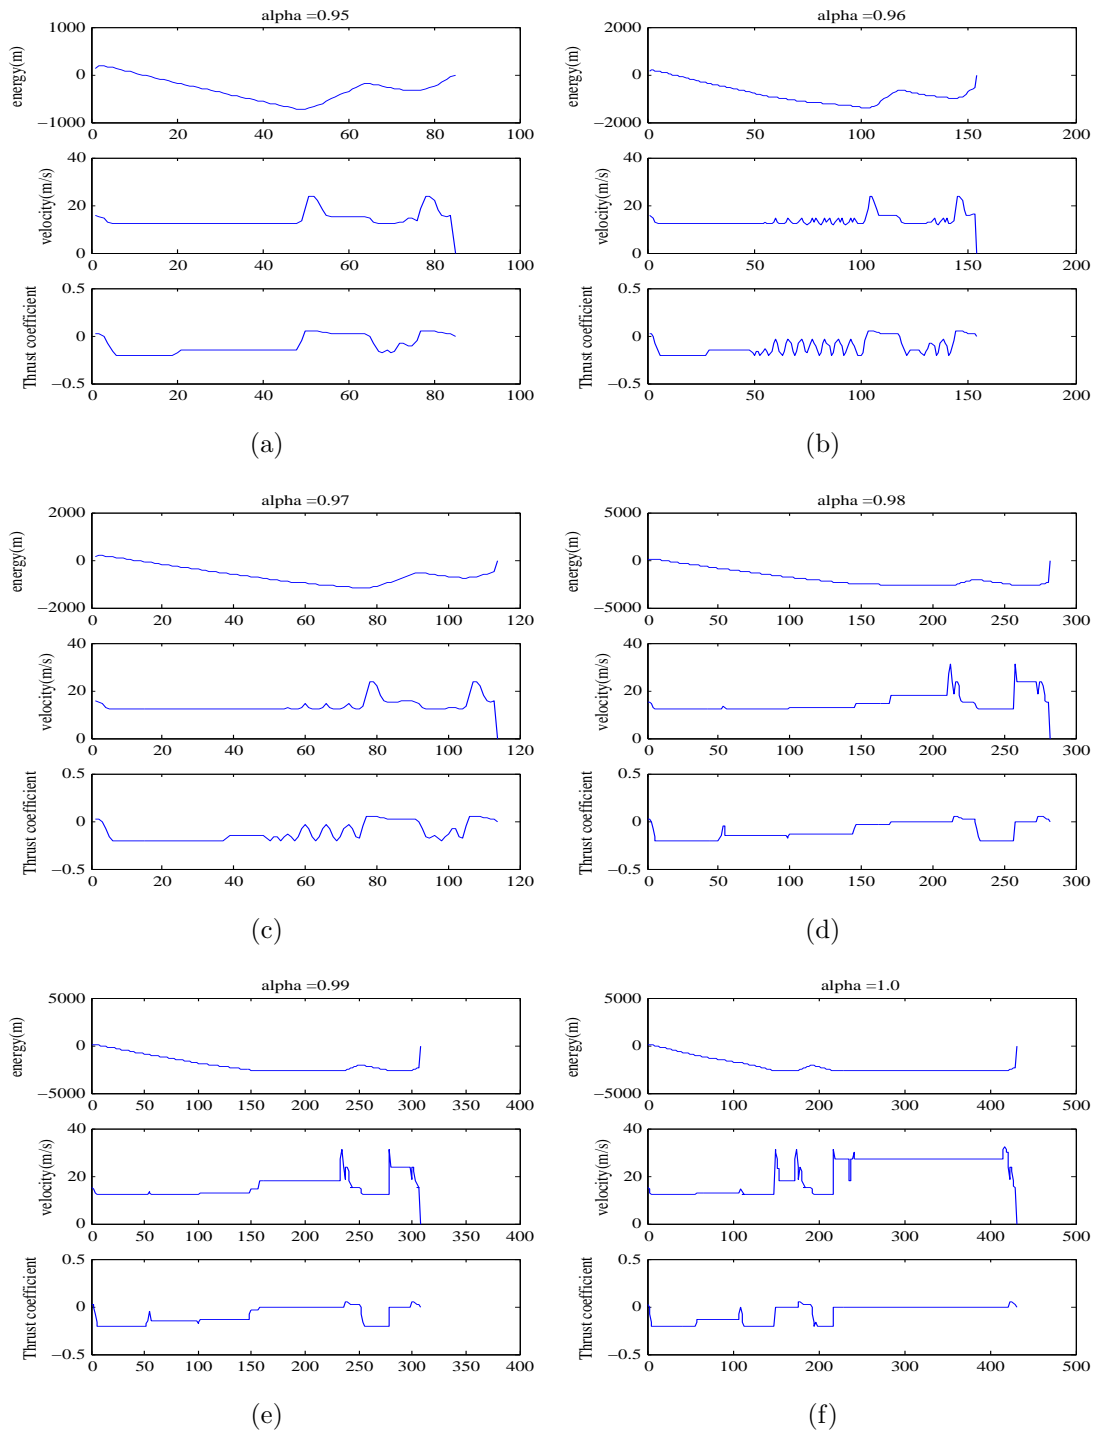 alpha =0.95
energy(m)
1000
0
−1000
0 20 40 60 80 100
velocity(m/s)
40
20
0
0 20 40 60 80 100
Thrust coefficient
0.5
0
−0.5
0 20 40 60 80 100
(a)
alpha =0.96
energy(m)
2000
0
−2000
0 50 100 150 200
velocity(m/s)
40
20
0
0 50 100 150 200
Thrust coefficient
0.5
0
−0.5
0 50 100 150 200
(b)
alpha =0.97
energy(m)
2000
0
−2000
0 20 40 60 80 100 120
velocity(m/s)
40
20
0
0 20 40 60 80 100 120
Thrust coefficient
0.5
0
−0.5
0 20 40 60 80 100 120
(c)
alpha =0.98
energy(m)
5000
0
−5000
0 50 100 150 200 250 300
velocity(m/s)
40
20
0
0 50 100 150 200 250 300
Thrust coefficient
0.5
0
−0.5
0 50 100 150 200 250 300
(d)
alpha =0.99
energy(m)
5000
0
−5000
0 50 100 150 200 250 300 350 400
velocity(m/s)
40
20
0
0 50 100 150 200 250 300 350 400
Thrust coefficient
0.5
0
−0.5
0 50 100 150 200 250 300 350 400
(e)
alpha =1.0
energy(m)
5000
0
−5000
0 100 200 300 400 500
velocity(m/s)
40
20
0
0 100 200 300 400 500
Thrust coefficient
0.5
0
−0.5
0 100 200 300 400 500
(f)